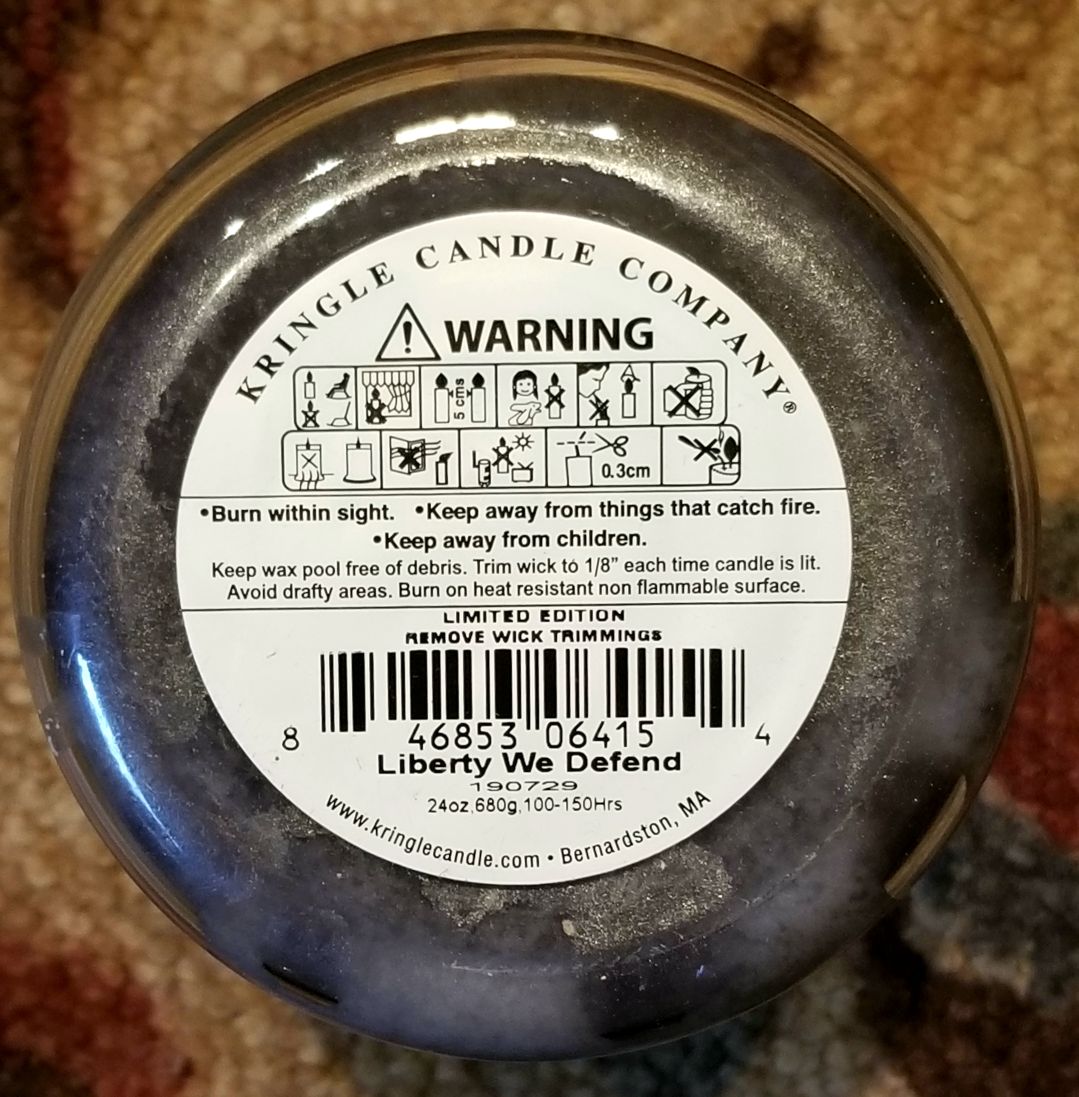 KRINGLE CANDLE COMPANY®
WARNING
5 cms
0.3cm
•Burn within sight. •Keep away from things that catch fire.
•Keep away from children.
Keep wax pool free of debris. Trim wick to 1/8” each time candle is lit.
Avoid drafty areas. Burn on heat resistant non flammable surface.
LIMITED EDITION
REMOVE WICK TRIMMINGS
8 46853 06415 4
Liberty We Defend
190729
24oz,680g,100-150Hrs
www.kringlecandle.com • Bernardston, MA